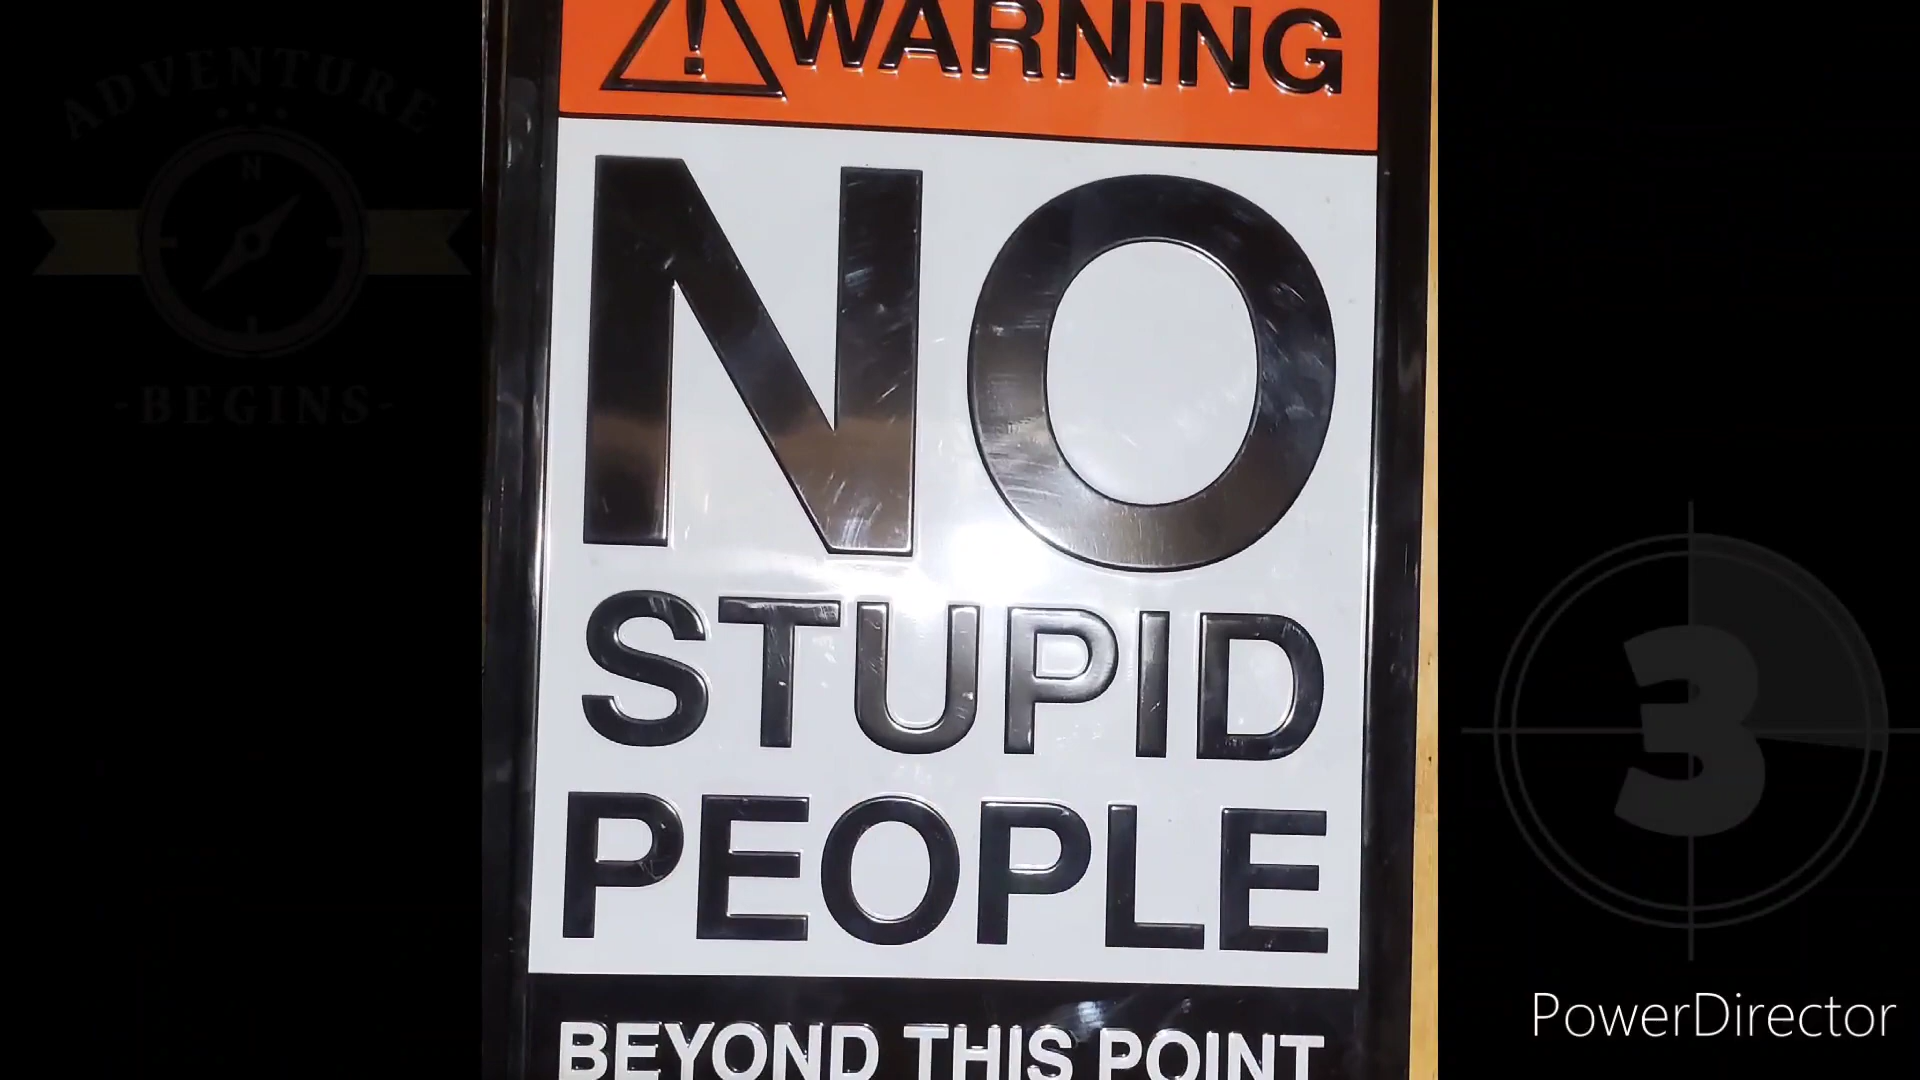 WARNING
NO
STUPID
PEOPLE
BEYOND THIS POINT
ADVENTURE
N
-BEGINS-
3
PowerDirector